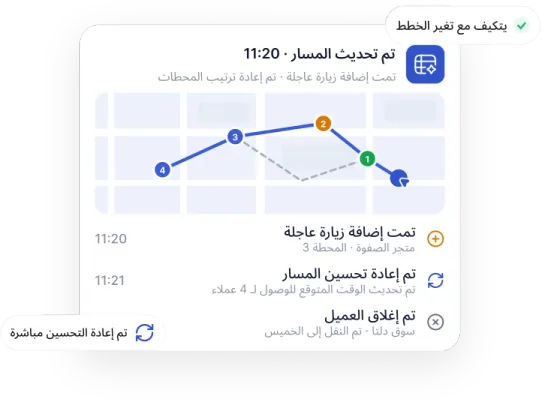 يتكيف مع تغير الخطط
تم تحديث المسار · 11:20
تمت إضافة زيارة عاجلة · تم إعادة ترتيب المحطات
2
3
1
4
تمت إضافة زيارة عاجلة
11:20
متجر الصفوة · المحطة 3
تم إعادة تحسين المسار
11:21
تم تحديث الوقت المتوقع للوصول لـ 4 عملاء
تم إغلاق العميل
سوق دلتا · تم النقل إلى الخميس
تم إعادة التحسين مباشرة